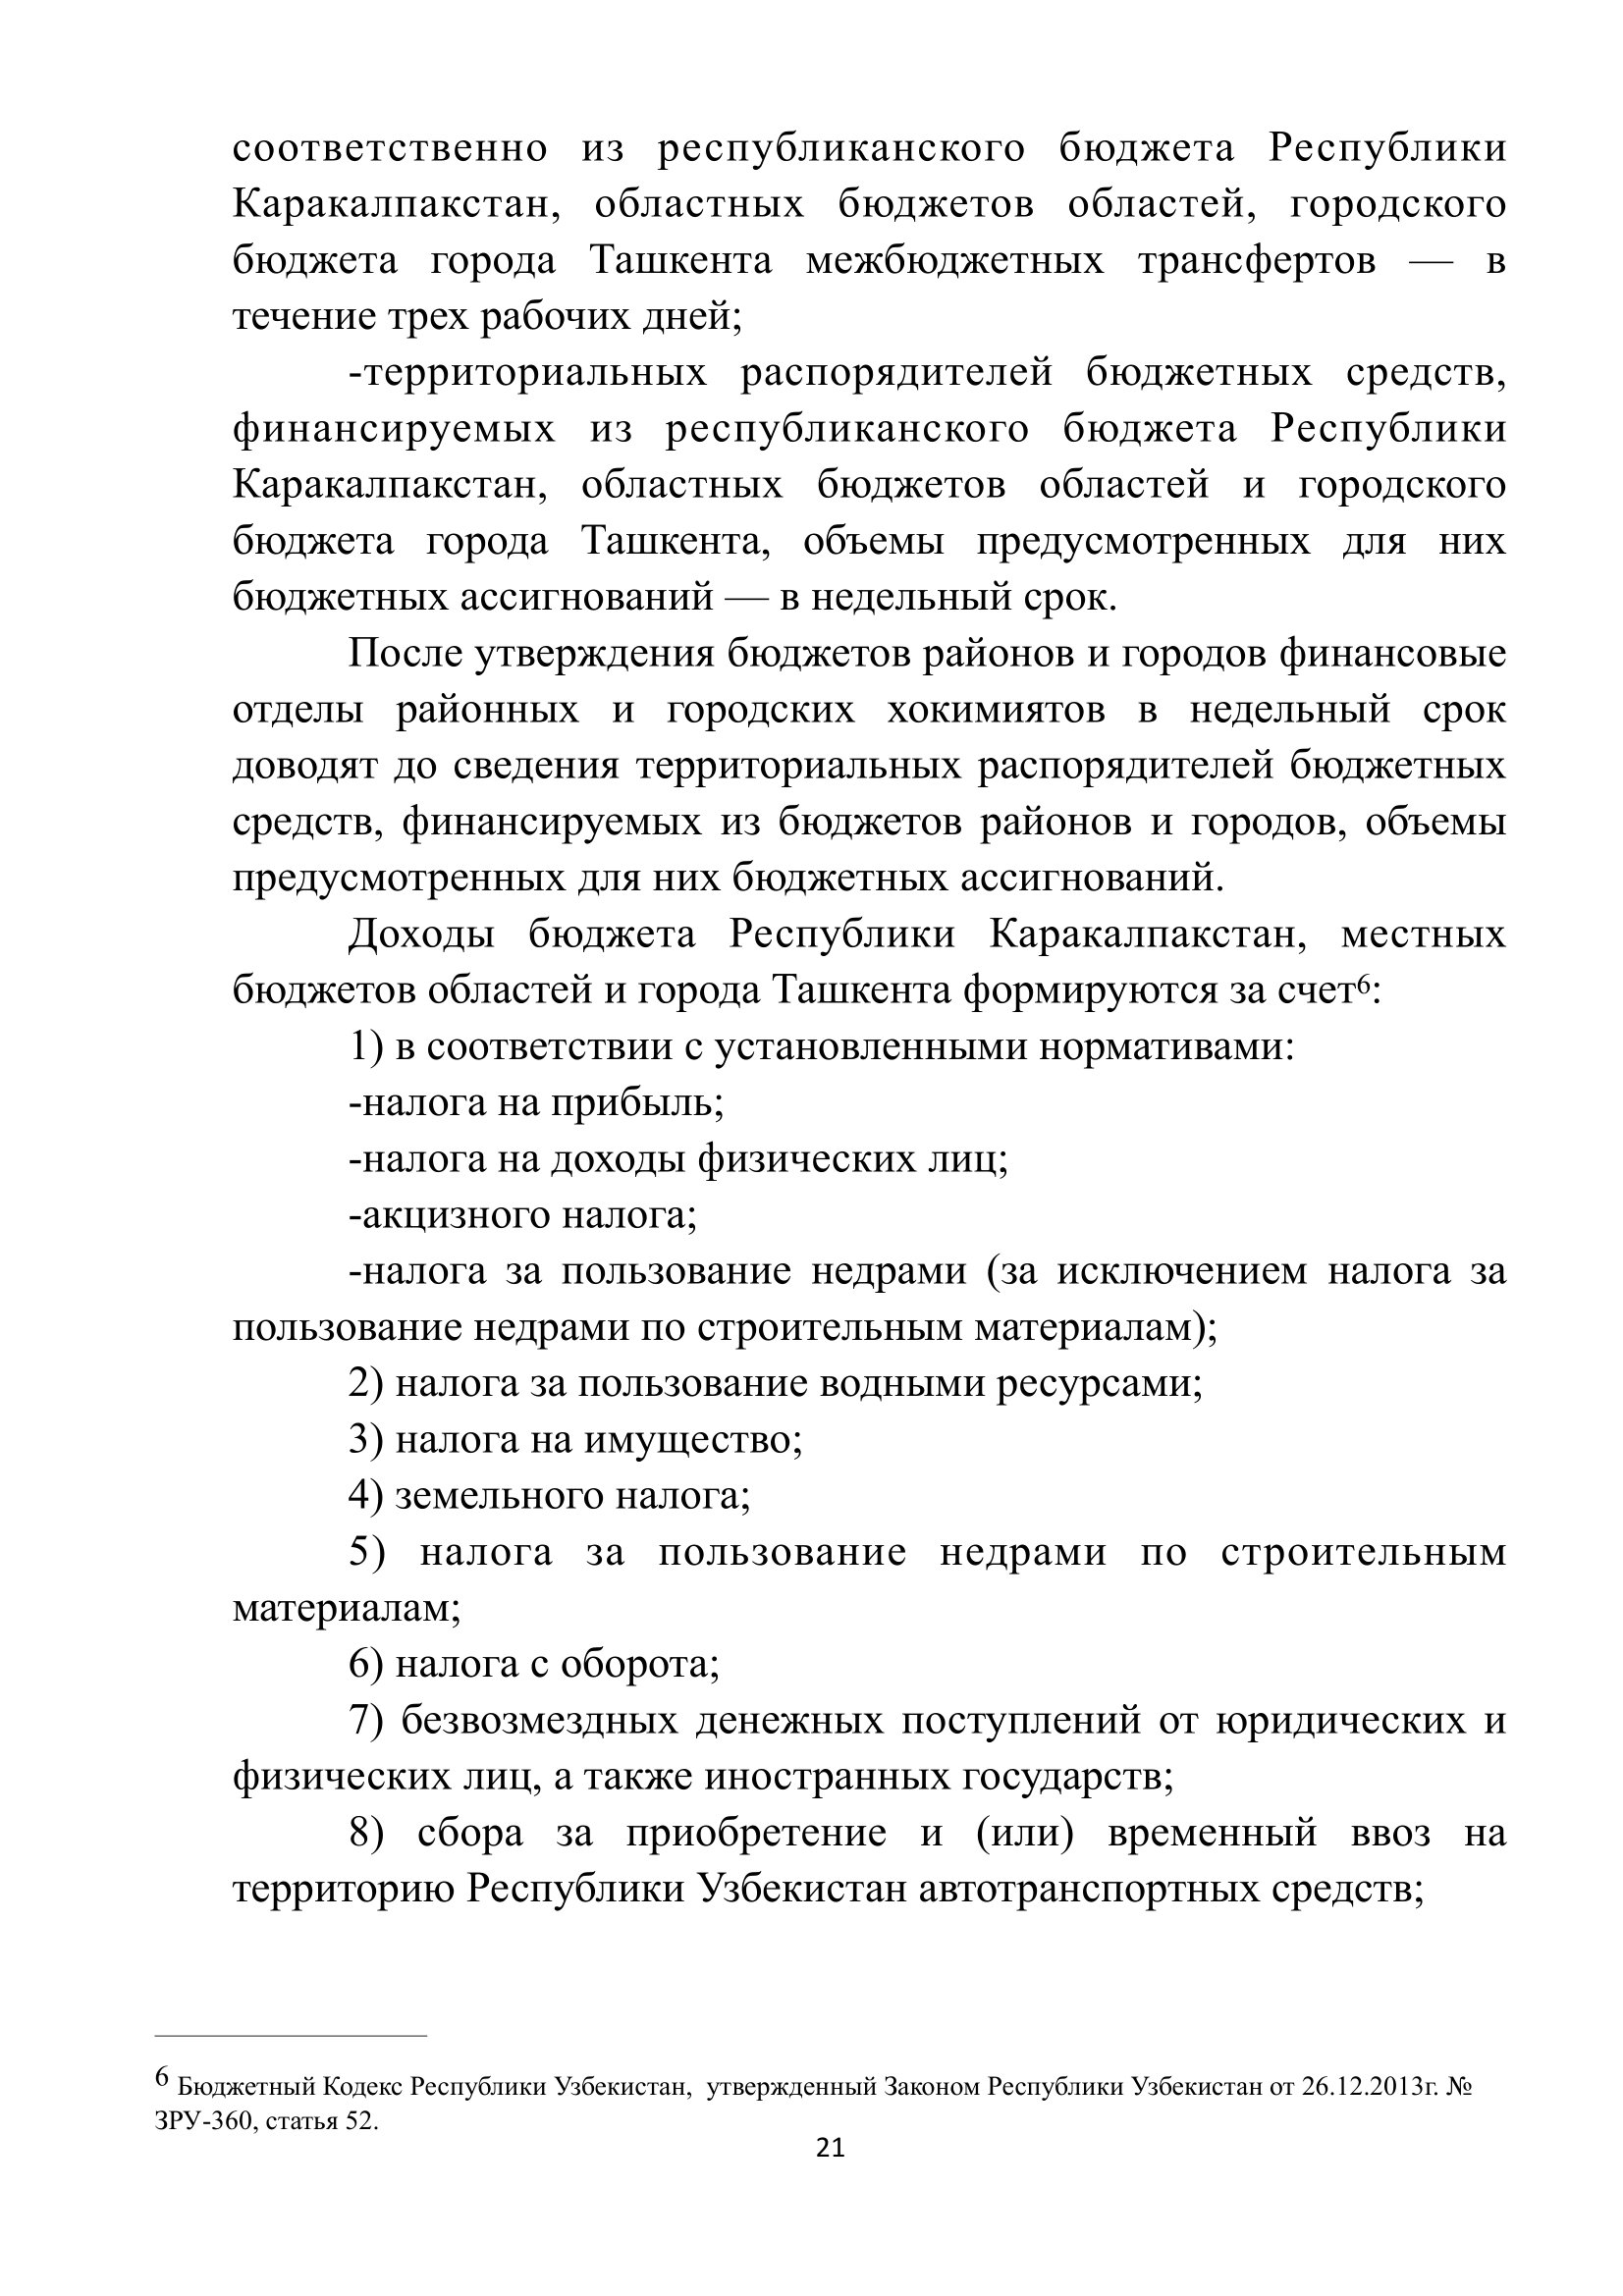 соответственно из республиканского бюджета Республики
Каракалпакстан, областных бюджетов областей, городского
бюджета города Ташкента межбюджетных трансфертов — в
течение трех рабочих дней;
-территориальных распорядителей бюджетных средств,
финансируемых из республиканского бюджета Республики
Каракалпакстан, областных бюджетов областей и городского
бюджета города Ташкента, объемы предусмотренных для них
бюджетных ассигнований — в недельный срок.
После утверждения бюджетов районов и городов финансовые
отделы районных и городских хокимиятов в недельный срок
доводят до сведения территориальных распорядителей бюджетных
средств, финансируемых из бюджетов районов и городов, объемы
предусмотренных для них бюджетных ассигнований.
Доходы бюджета Республики Каракалпакстан, местных
бюджетов областей и города Ташкента формируются за счет6:
1) в соответствии с установленными нормативами:
-налога на прибыль;
-налога на доходы физических лиц;
-акцизного налога;
-налога за пользование недрами (за исключением налога за
пользование недрами по строительным материалам);
2) налога за пользование водными ресурсами;
3) налога на имущество;
4) земельного налога;
5) налога за пользование недрами по строительным
материалам;
6) налога с оборота;
7) безвозмездных денежных поступлений от юридических и
физических лиц, а также иностранных государств;
8) сбора за приобретение и (или) временный ввоз на
территорию Республики Узбекистан автотранспортных средств;
6 Бюджетный Кодекс Республики Узбекистан, утвержденный Законом Республики Узбекистан от 26.12.2013г. №
ЗРУ-360, статья 52.
21